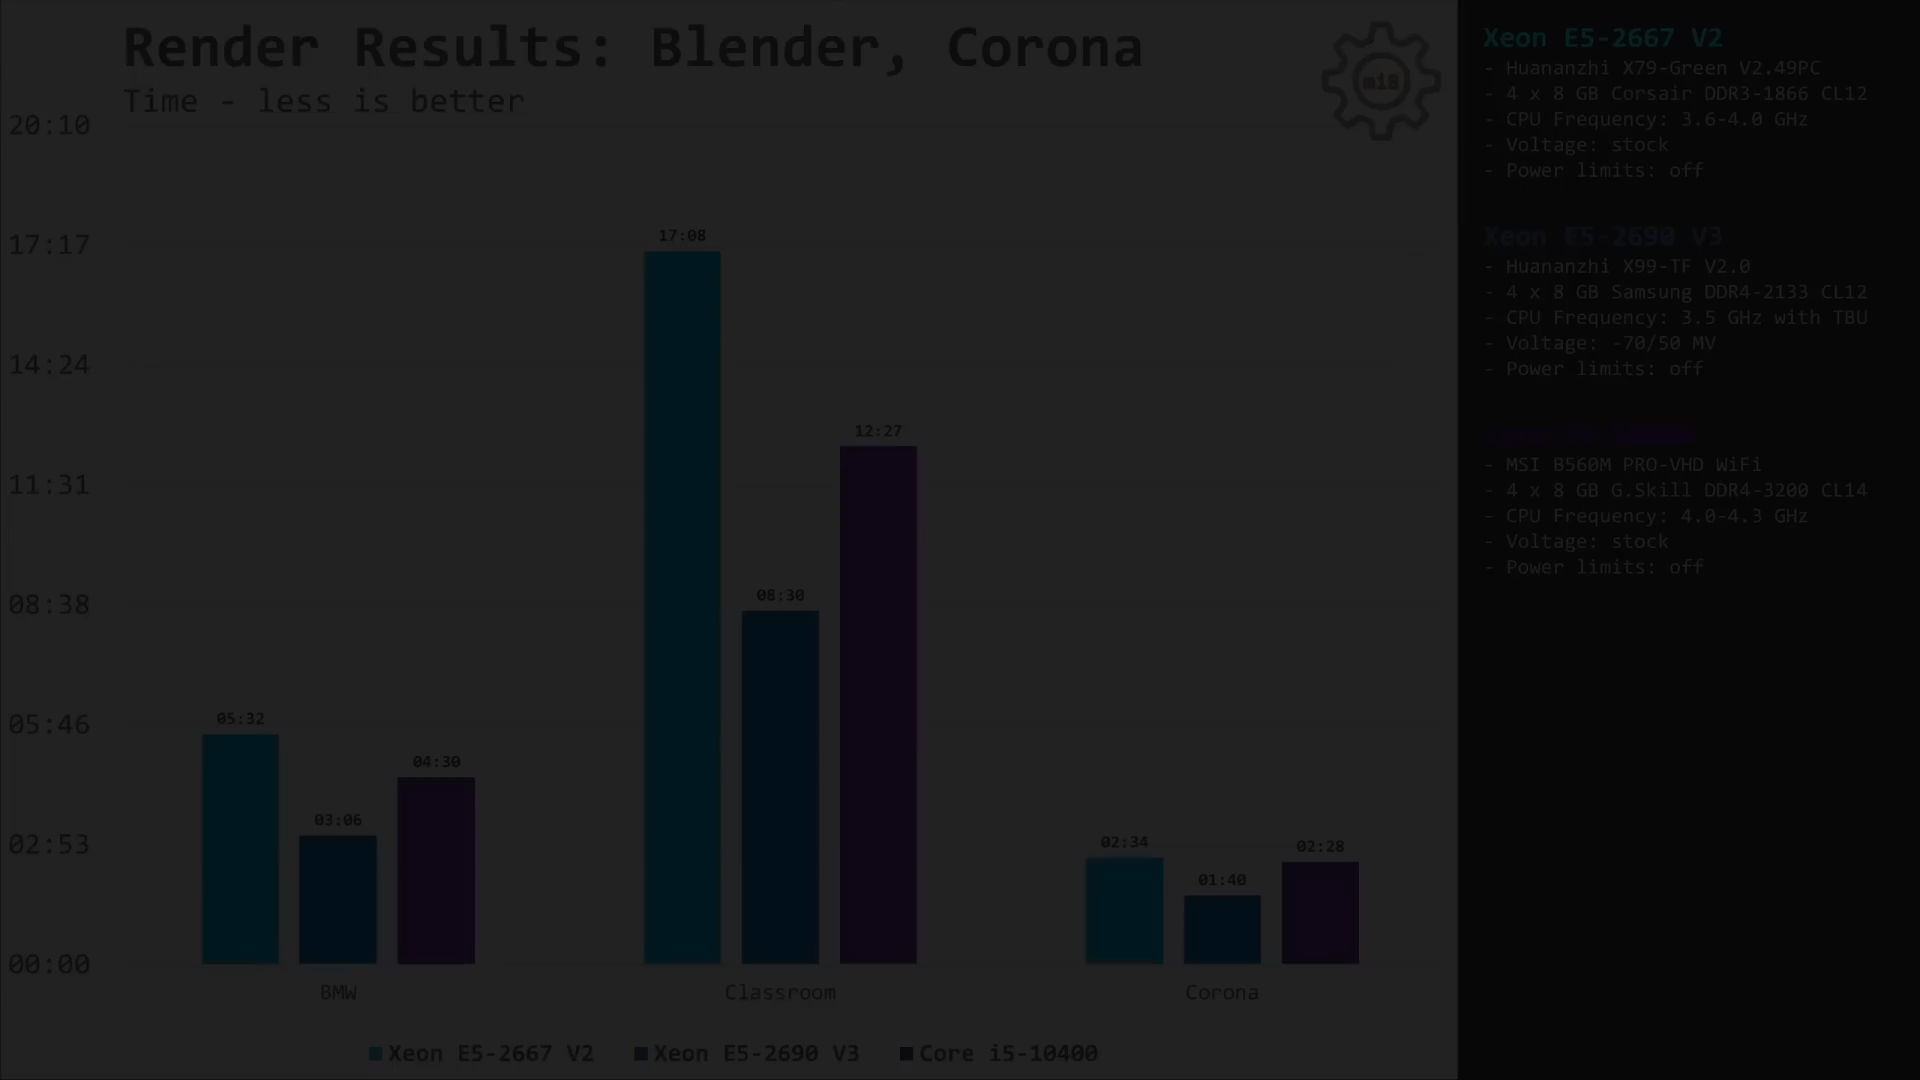 Render Results: Blender, Corona
Time - less is better
mi8
20:10
17:17
14:24
11:31
08:38
05:46
02:53
00:00
05:32
03:06
04:30
17:08
08:30
12:27
02:34
01:40
02:28
BMW
Classroom
Corona
Xeon E5-2667 V2
Xeon E5-2690 V3
Core i5-10400
Xeon E5-2667 V2
- Huananzhi X79-Green V2.49PC
- 4 x 8 GB Corsair DDR3-1866 CL12
- CPU Frequency: 3.6-4.0 GHz
- Voltage: stock
- Power limits: off
Xeon E5-2690 V3
- Huananzhi X99-TF V2.0
- 4 x 8 GB Samsung DDR4-2133 CL12
- CPU Frequency: 3.5 GHz with TBU
- Voltage: -70/50 MV
- Power limits: off
- MSI B560M PRO-VHD WiFi
- 4 x 8 GB G.Skill DDR4-3200 CL14
- CPU Frequency: 4.0-4.3 GHz
- Voltage: stock
- Power limits: off